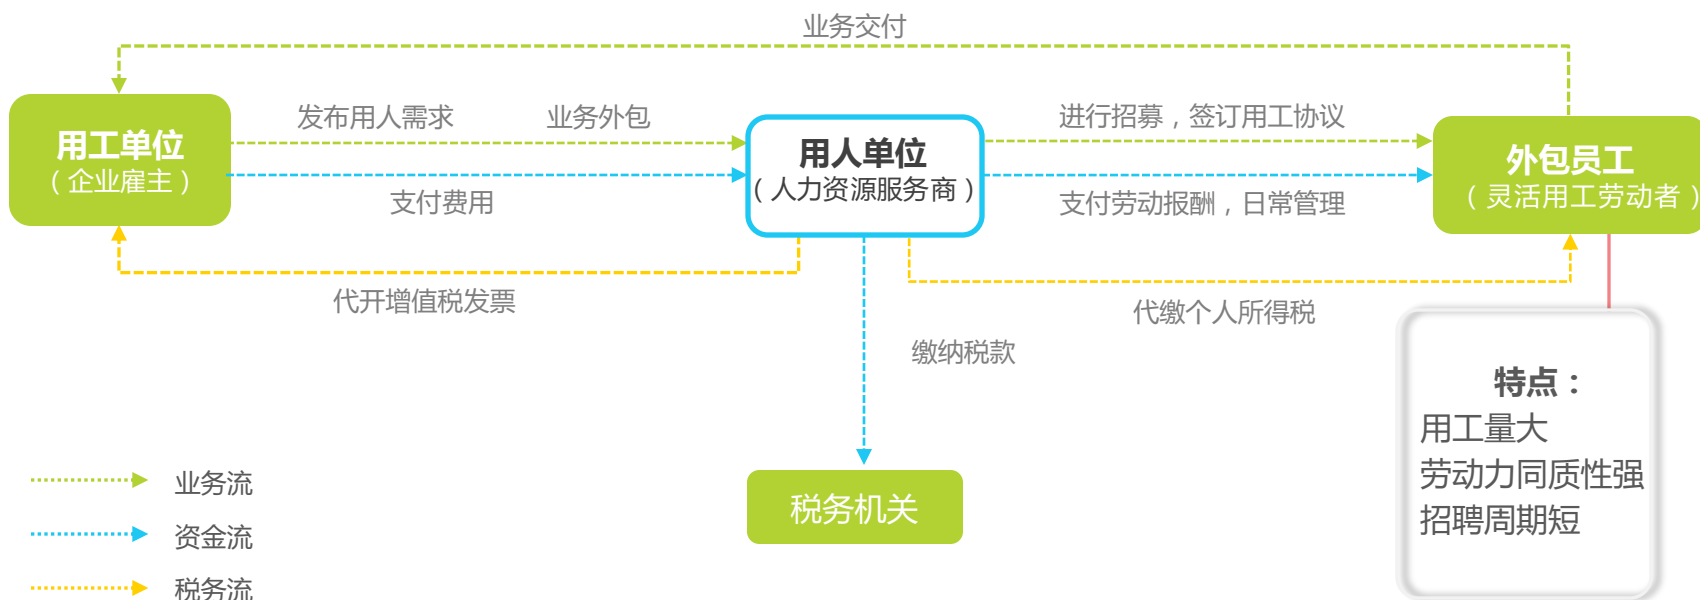 业务交付
发布用人需求 业务外包
进行招募，签订用工协议
用工单位
（企业雇主）
用人单位
（人力资源服务商）
外包员工
（灵活用工劳动者）
支付费用
支付劳动报酬，日常管理
代开增值税发票
代缴个人所得税
缴纳税款
特点：
用工量大
劳动力同质性强
招聘周期短
税务机关
业务流
资金流
税务流